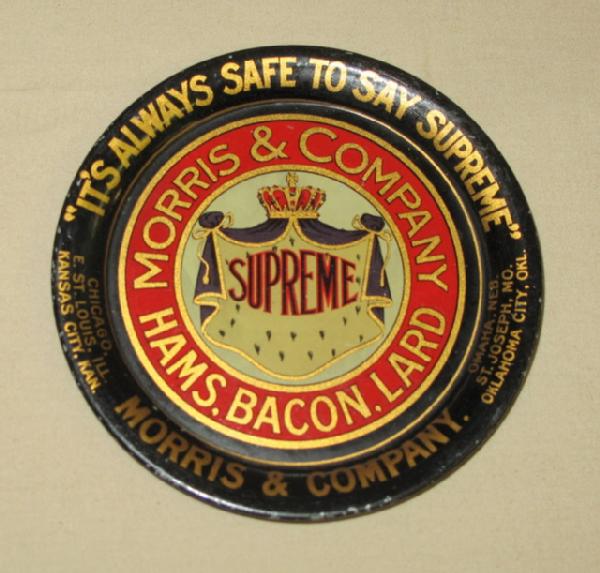 "IT'S ALWAYS SAFE TO SAY SUPREME"
MORRIS & COMPANY
SUPREME
HAMS. BACON. LARD
CHICAGO, ILL.
E. ST. LOUIS, ILL.
KANSAS CITY, KAN.
OMAHA, NEB.
ST. JOSEPH, MO.
OKLAHOMA CITY, OKL.
MORRIS & COMPANY.